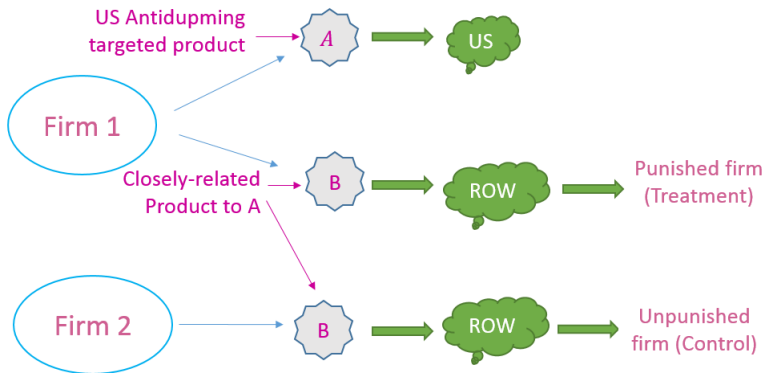 US Antidupming
targeted product
A
US
Firm 1
Closely-related
Product to A
B
ROW
Punished firm
(Treatment)
Firm 2
B
ROW
Unpunished
firm (Control)